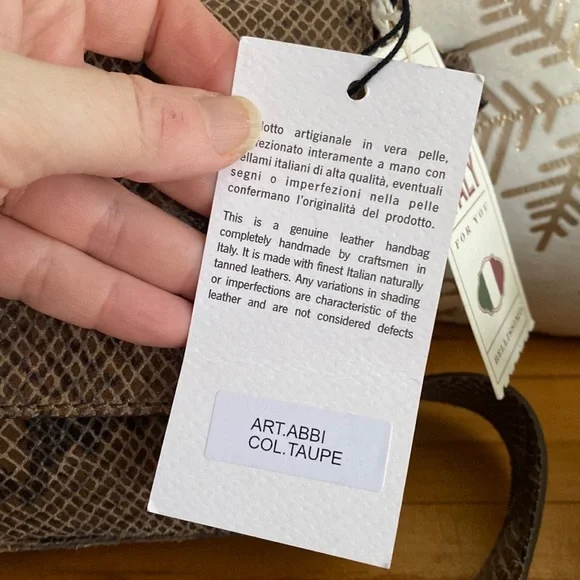 artigianale in vera pelle,
interamente a mano con
italiani di alta qualità, eventuali
segni o imperfezioni nella pelle
confermano l'originalità del prodotto.
This is a genuine leather handbag
completely handmade by craftsmen in
Italy. It is made with finest Italian naturally
tanned leathers. Any variations in shading
or imperfections are characteristic of the
leather and are not considered defects
ART.ABBI
COL.TAUPE
FOR YOU
BELLISSIMO